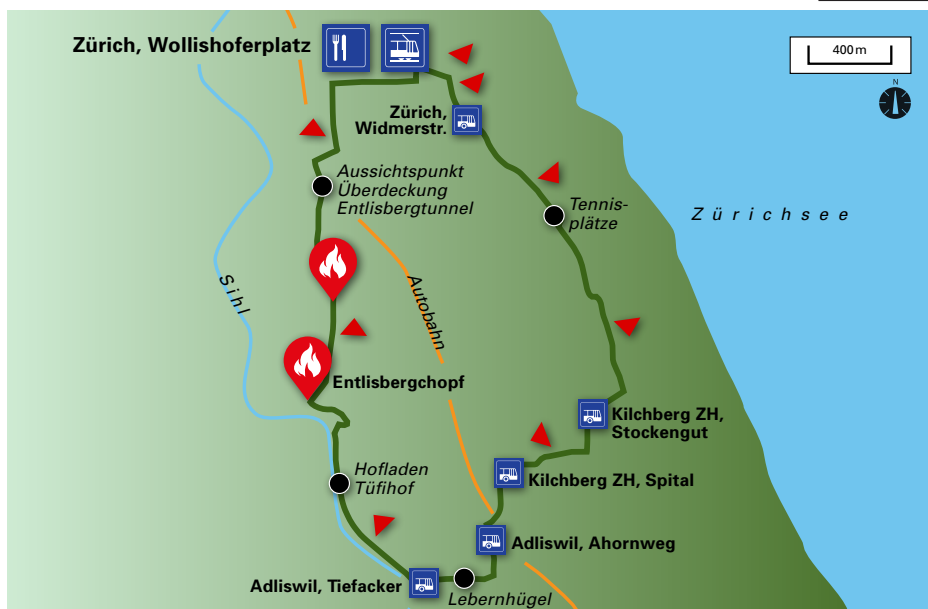 Zürich, Wollishoferplatz
400 m
N
Zürich,
Widmerstr.
Aussichtspunkt
Überdeckung
Entlisbergtunnel
Tennis-
plätze
Zürichsee
Sihl
Autobahn
Entlisbergchopf
Kilchberg ZH,
Stockengut
Hofladen
Tüfihof
Kilchberg ZH, Spital
Adliswil, Ahornweg
Adliswil, Tiefacker
Lebernhügel